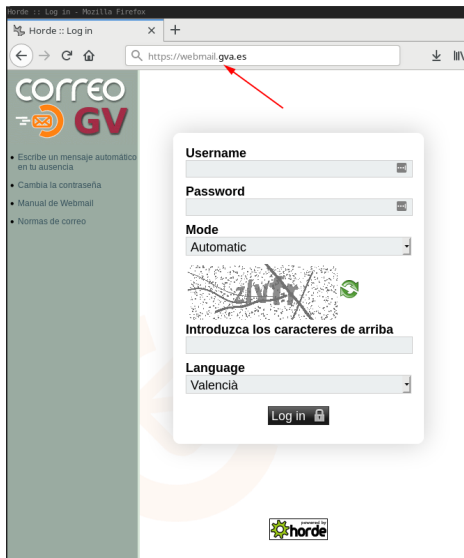 Horde :: Log in - Mozilla Firefox
Horde :: Log in
https://webmail.gva.es
CORREO
GV
Escribe un mensaje automático
en tu ausencia
Cambia la contraseña
Manual de Webmail
Normas de correo
Username
Password
Mode
Automatic
zlvfr
Introduzca los caracteres de arriba
Language
Valencià
Log in
powered by
horde